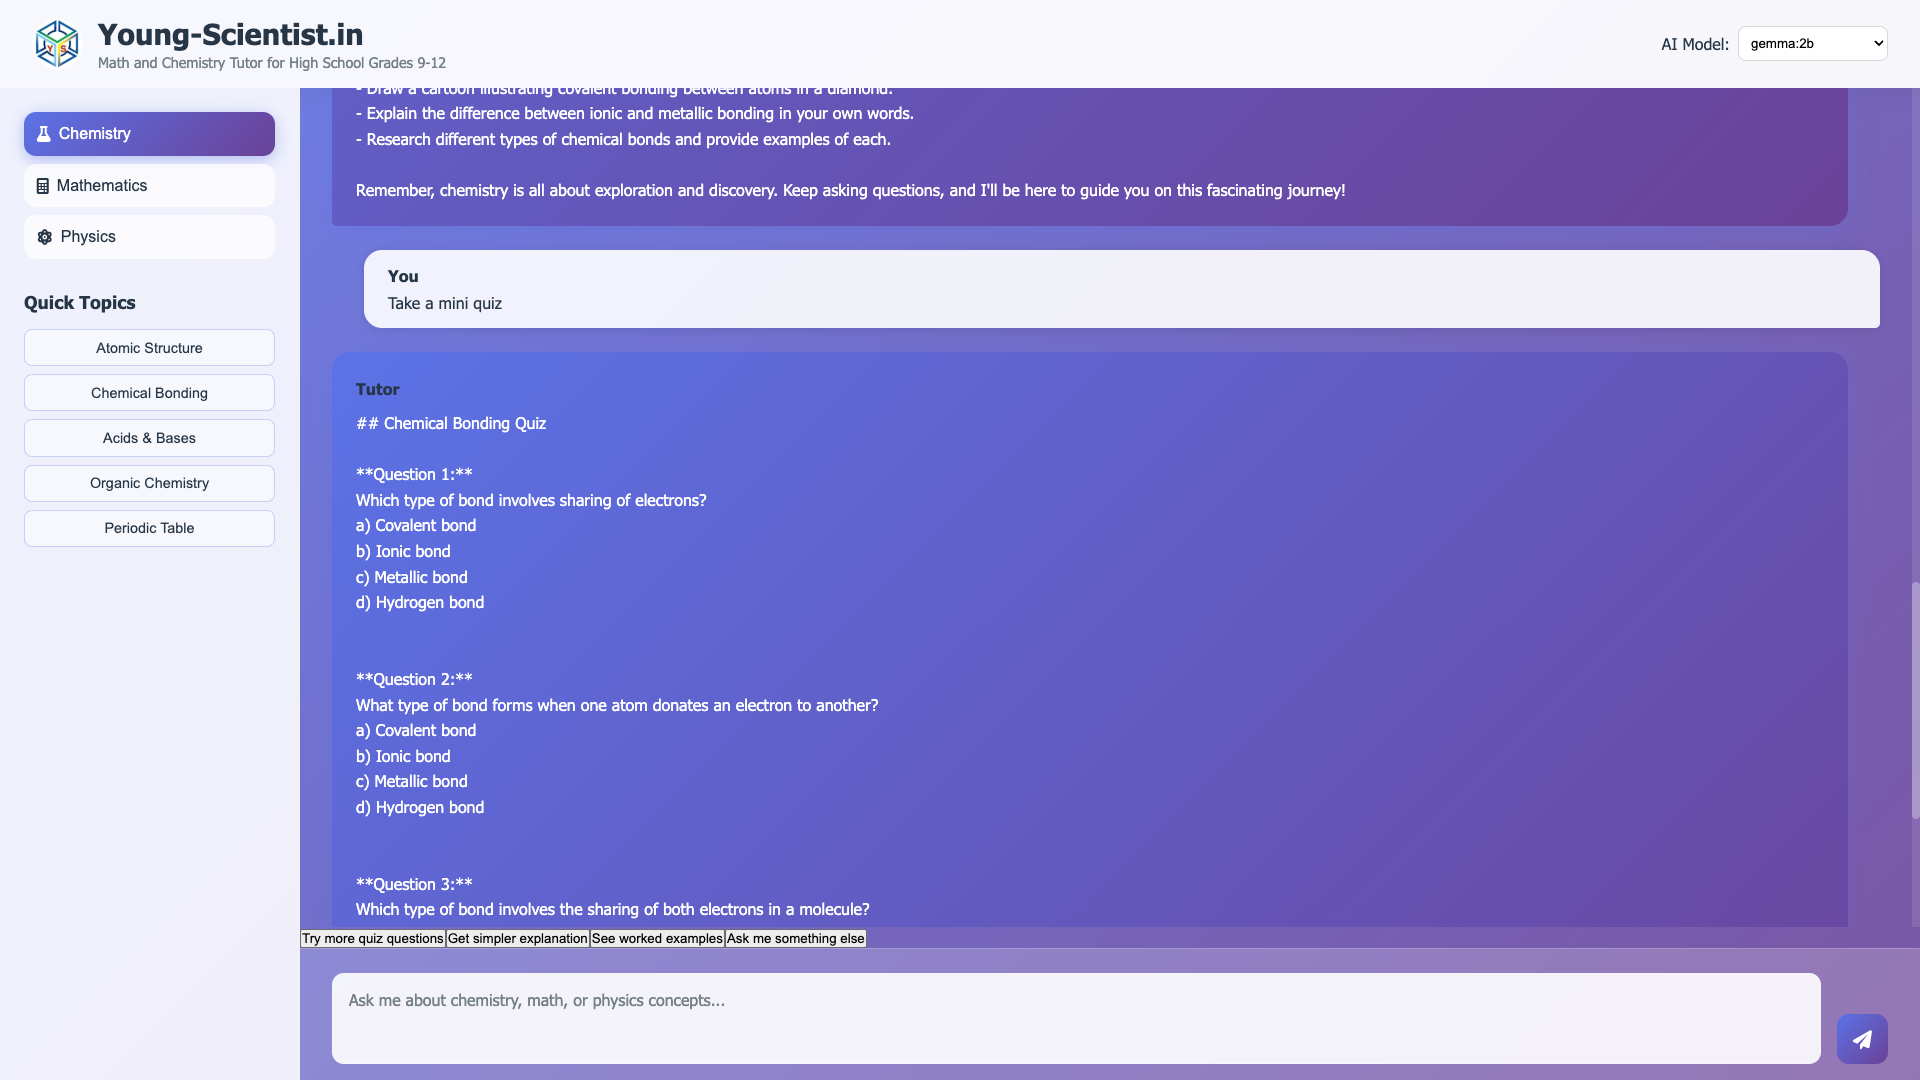 Young-Scientist.in
Math and Chemistry Tutor for High School Grades 9-12
AI Model:
gemma:2b
Chemistry
Mathematics
Physics
Quick Topics
Atomic Structure
Chemical Bonding
Acids & Bases
Organic Chemistry
Periodic Table
- Draw a cartoon illustrating covalent bonding between atoms in a diamond.
- Explain the difference between ionic and metallic bonding in your own words.
- Research different types of chemical bonds and provide examples of each.
Remember, chemistry is all about exploration and discovery. Keep asking questions, and I'll be here to guide you on this fascinating journey!
You
Take a mini quiz
Tutor
## Chemical Bonding Quiz
**Question 1:**
Which type of bond involves sharing of electrons?
a) Covalent bond
b) Ionic bond
c) Metallic bond
d) Hydrogen bond
**Question 2:**
What type of bond forms when one atom donates an electron to another?
a) Covalent bond
b) Ionic bond
c) Metallic bond
d) Hydrogen bond
**Question 3:**
Which type of bond involves the sharing of both electrons in a molecule?
Try more quiz questions
Get simpler explanation
See worked examples
Ask me something else
Ask me about chemistry, math, or physics concepts...